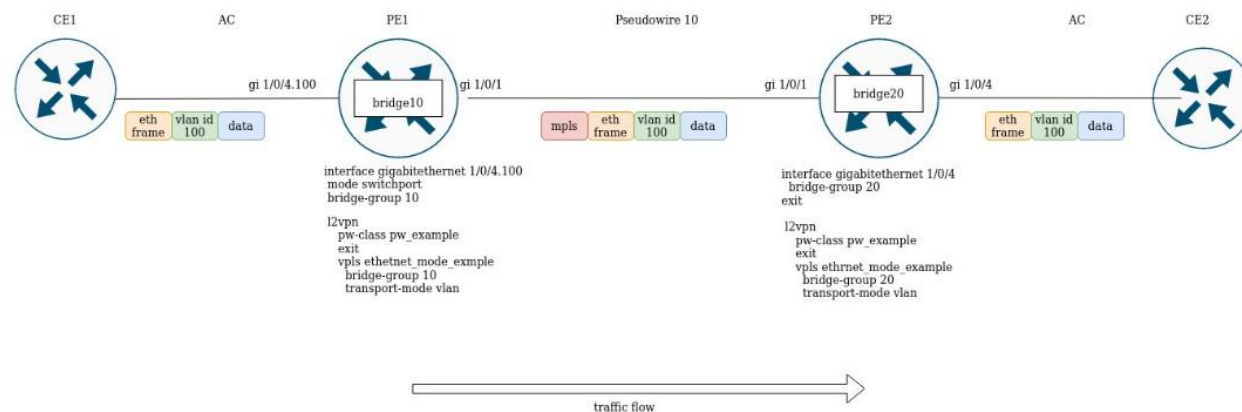 CE1
AC
PE1
Pseudowire 10
PE2
AC
CE2
gi 1/0/4.100
bridge10
gi 1/0/1
gi 1/0/1
bridge20
gi 1/0/4
eth frame
vlan id 100
data
mpls
eth frame
vlan id 100
data
eth frame
vlan id 100
data
interface gigabitethernet 1/0/4.100
mode switchport
bridge-group 10
l2vpn
pw-class pw_example
exit
vpls ethetnet_mode_exmple
bridge-group 10
transport-mode vlan
interface gigabitethernet 1/0/4
bridge-group 20
exit
l2vpn
pw-class pw_example
exit
vpls ethrnet_mode_example
bridge-group 20
transport-mode vlan
traffic flow